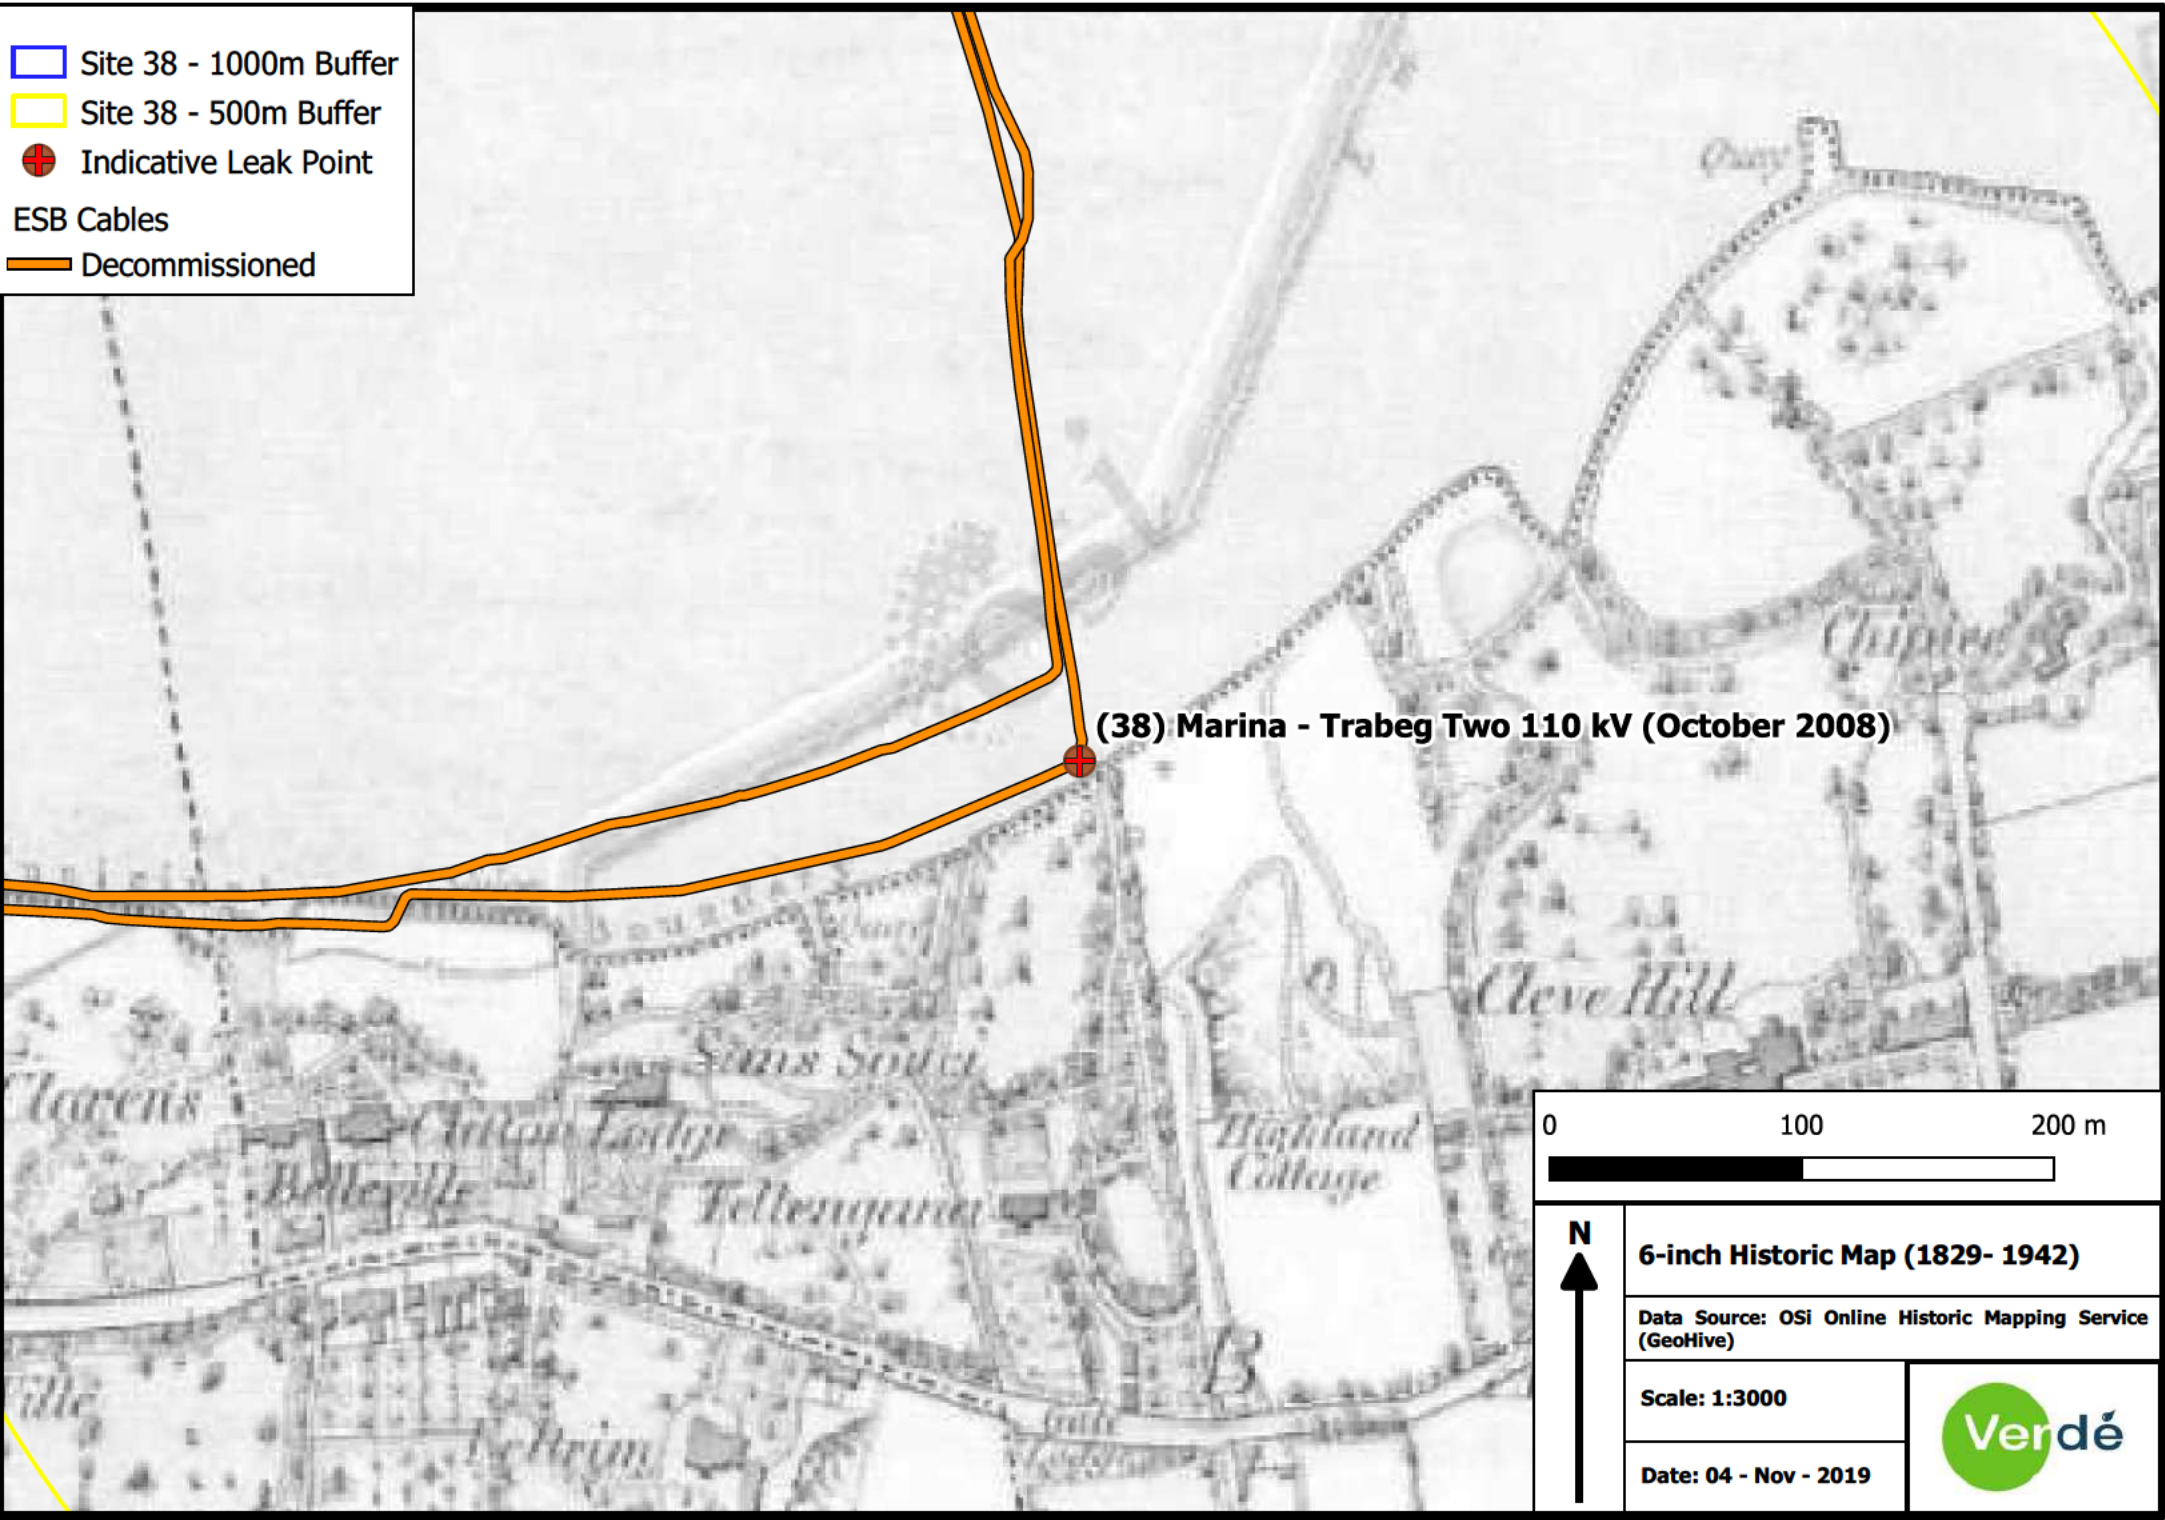 Site 38 - 1000m Buffer
Site 38 - 500m Buffer
Indicative Leak Point
ESB Cables
Decommissioned
Quay
(38) Marina - Trabeg Two 110 kV (October 2008)
Cleve Hill
Sans Souci
Clarens
Clifton Lodge
Highland
Cottage
Belleville
ville
0 100 200 m
N
6-inch Historic Map (1829- 1942)
Data Source: OSi Online Historic Mapping Service
(GeoHive)
Scale: 1:3000
Date: 04 - Nov - 2019
Verdé